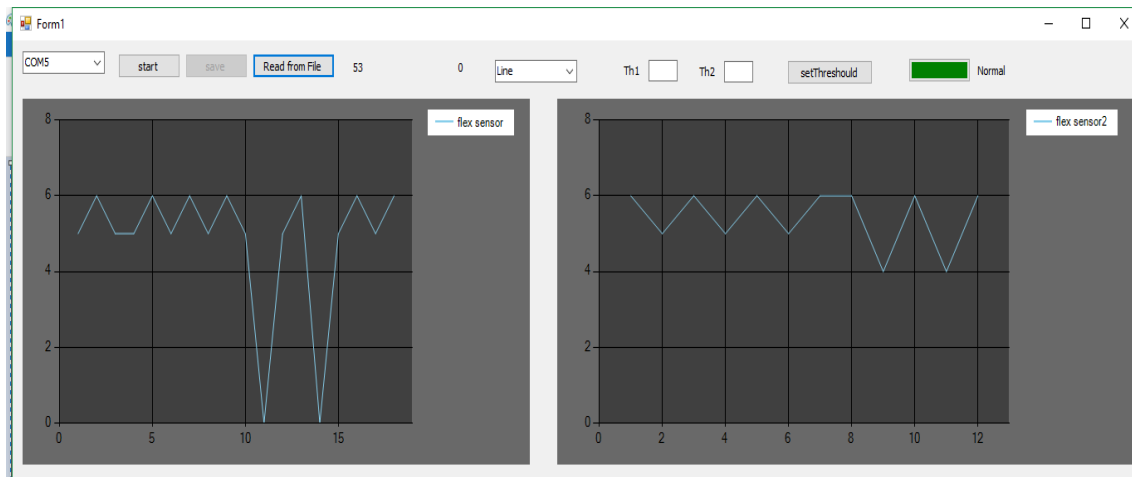 Form1
COM5 start save Read from File 53 0 Line Th1 Th2 setThreshould Normal
flex sensor
8
6
4
2
0
0 5 10 15
flex sensor2
8
6
4
2
0
0 2 4 6 8 10 12